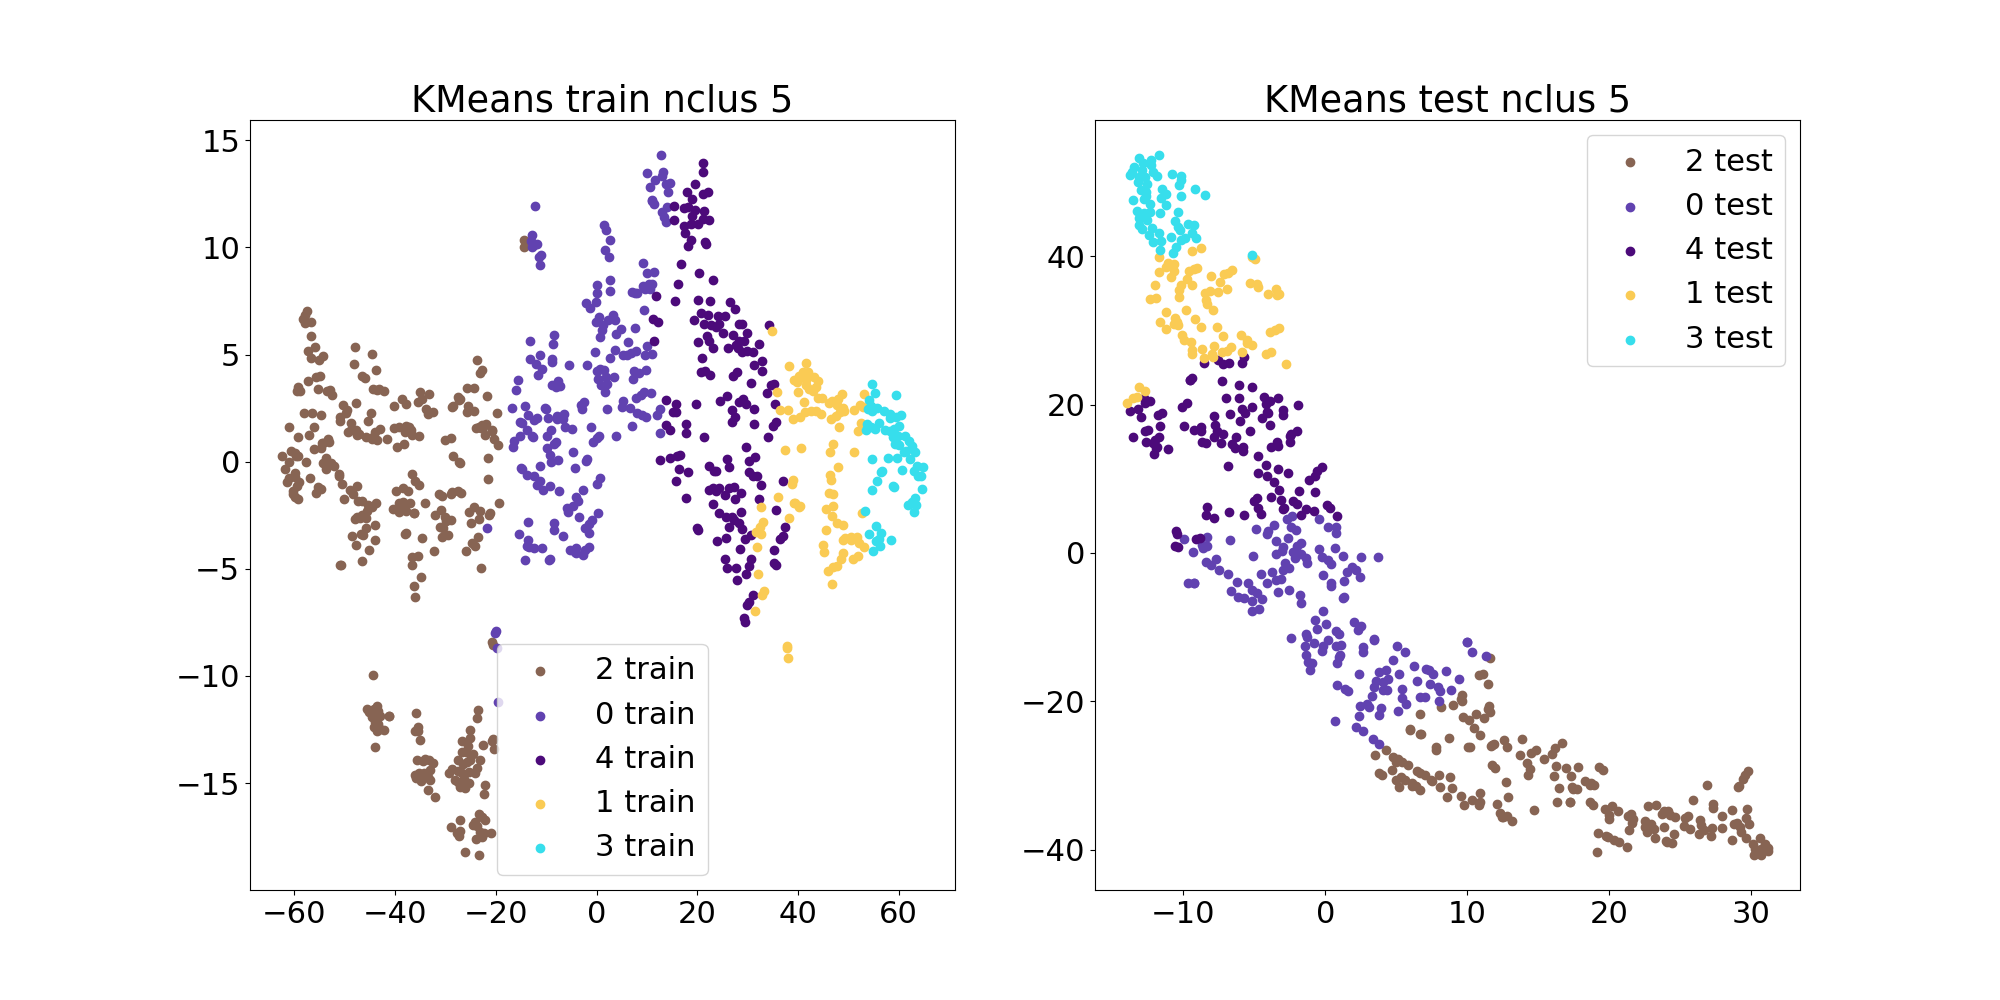 KMeans train nclus 5
15
10
5
0
−5
−10
−15
−60 −40 −20 0 20 40 60
2 train
0 train
4 train
1 train
3 train
KMeans test nclus 5
40
20
0
−20
−40
−10 0 10 20 30
2 test
0 test
4 test
1 test
3 test